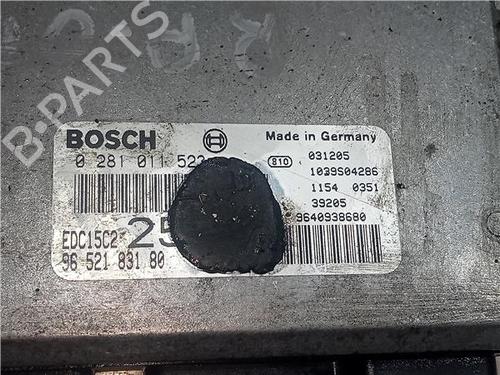 BOSCH
Made in Germany
0 281 011 523
810
031205
1039S04286
1154 0351
39205
EDC15C2
25
9640938680
96 521 831 80
B-PARTS